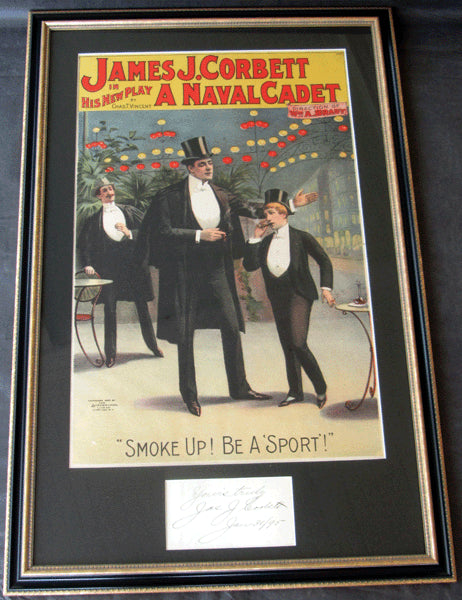 JAMES J. CORBETT
IN
HIS NEW PLAY
BY
CHAS. T. VINCENT
A NAVAL CADET
DIRECTION OF
WM A. BRADY
"SMOKE UP! BE A 'SPORT'!"
Yours truly
Jas. J. Corbett